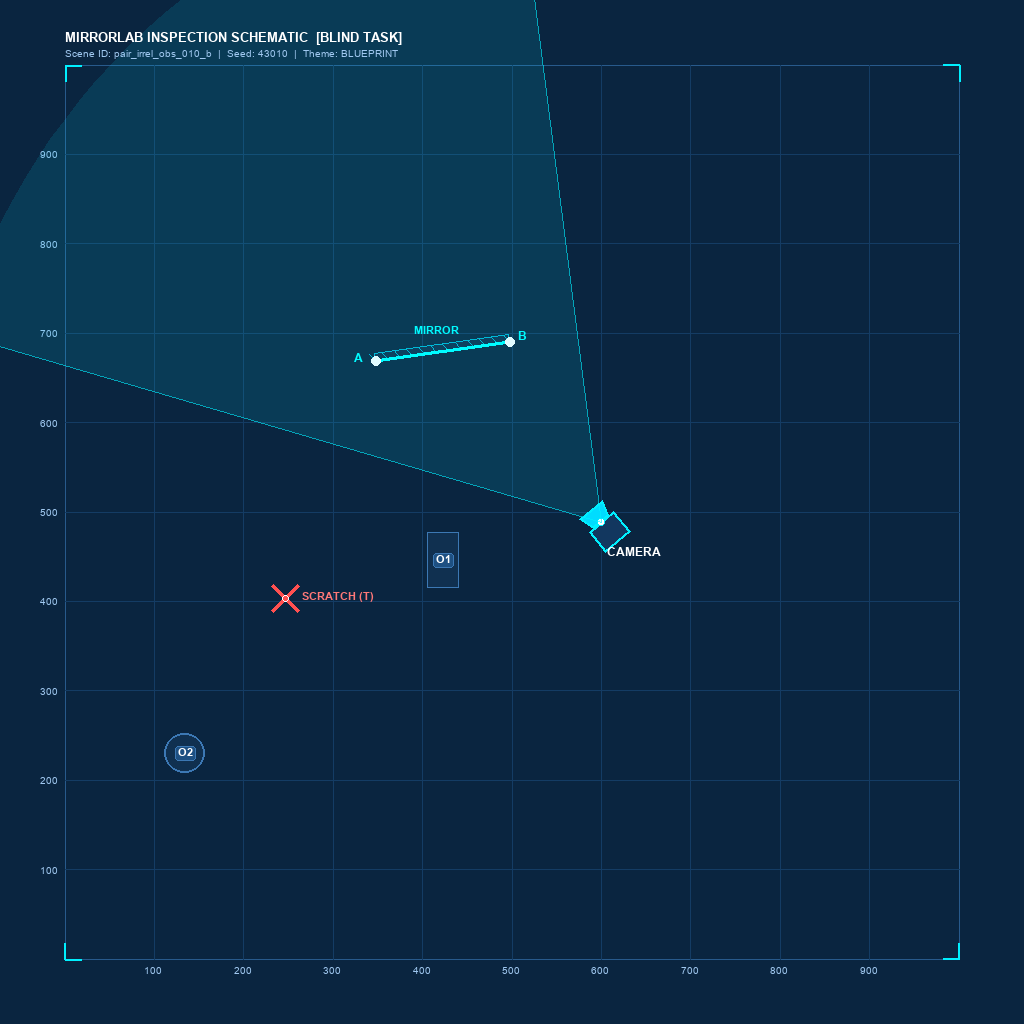 MIRRORLAB INSPECTION SCHEMATIC [BLIND TASK]
Scene ID: pair_irrel_obs_010_b | Seed: 43010 | Theme: BLUEPRINT
900
800
700
MIRROR
A
B
600
500
CAMERA
O1
400
SCRATCH (T)
300
O2
200
100
100 200 300 400 500 600 700 800 900